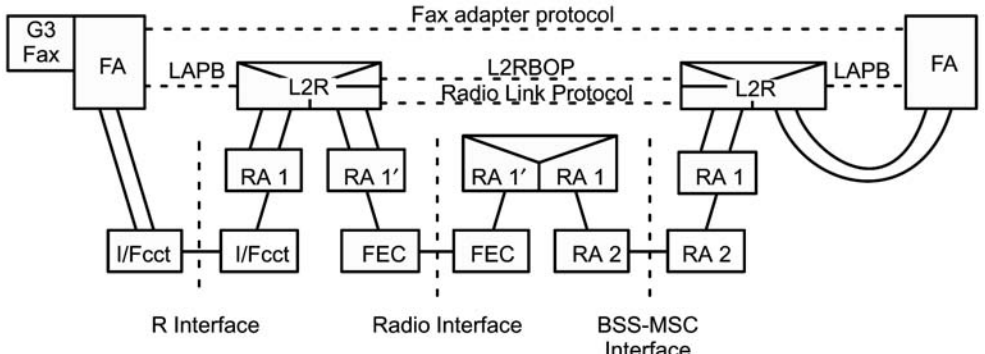 Fax adapter protocol
G3
Fax
FA
LAPB
L2R
L2RBOP
Radio Link Protocol
L2R
LAPB
FA
RA 1
RA 1′
RA 1′
RA 1
RA 1
I/Fcct
I/Fcct
FEC
FEC
RA 2
RA 2
R Interface
Radio Interface
BSS-MSC
Interface